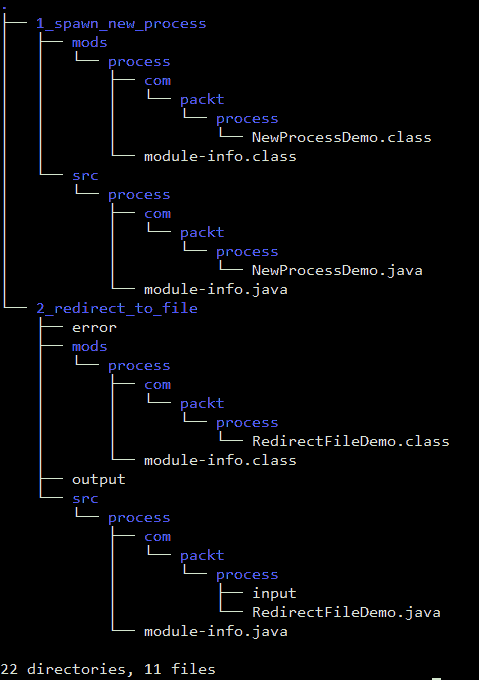 .
├── 1_spawn_new_process
│   ├── mods
│   │   └── process
│   │       ├── com
│   │       │   └── packt
│   │       │       └── process
│   │       │           └── NewProcessDemo.class
│   │       └── module-info.class
│   └── src
│       └── process
│           ├── com
│           │   └── packt
│           │       └── process
│           │           └── NewProcessDemo.java
│           └── module-info.java
└── 2_redirect_to_file
    ├── error
    ├── mods
    │   └── process
    │       ├── com
    │       │   └── packt
    │       │       └── process
    │       │           └── RedirectFileDemo.class
    │       └── module-info.class
    ├── output
    └── src
        └── process
            ├── com
            │   └── packt
            │       └── process
            │           ├── input
            │           └── RedirectFileDemo.java
            └── module-info.java

22 directories, 11 files